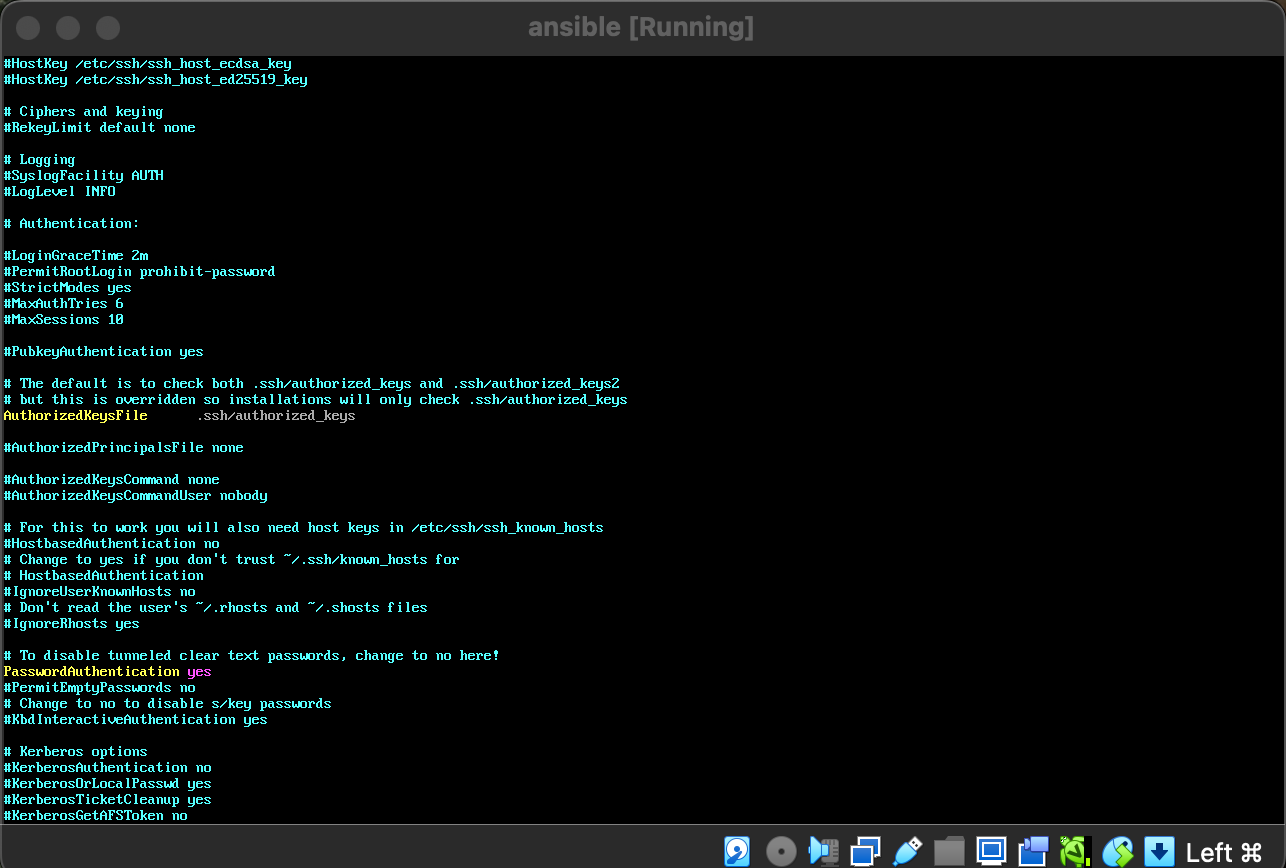 ansible [Running]
#HostKey /etc/ssh/ssh_host_ecdsa_key
#HostKey /etc/ssh/ssh_host_ed25519_key
# Ciphers and keying
#RekeyLimit default none
# Logging
#SyslogFacility AUTH
#LogLevel INFO
# Authentication:
#LoginGraceTime 2m
#PermitRootLogin prohibit-password
#StrictModes yes
#MaxAuthTries 6
#MaxSessions 10
#PubkeyAuthentication yes
# The default is to check both .ssh/authorized_keys and .ssh/authorized_keys2
# but this is overridden so installations will only check .ssh/authorized_keys
AuthorizedKeysFile      .ssh/authorized_keys
#AuthorizedPrincipalsFile none
#AuthorizedKeysCommand none
#AuthorizedKeysCommandUser nobody
# For this to work you will also need host keys in /etc/ssh/ssh_known_hosts
#HostbasedAuthentication no
# Change to yes if you don't trust ~/.ssh/known_hosts for
# HostbasedAuthentication
#IgnoreUserKnownHosts no
# Don't read the user's ~/.rhosts and ~/.shosts files
#IgnoreRhosts yes
# To disable tunneled clear text passwords, change to no here!
PasswordAuthentication yes
#PermitEmptyPasswords no
# Change to no to disable s/key passwords
#KbdInteractiveAuthentication yes
# Kerberos options
#KerberosAuthentication no
#KerberosOrLocalPasswd yes
#KerberosTicketCleanup yes
#KerberosGetAFSToken no
Left ⌘